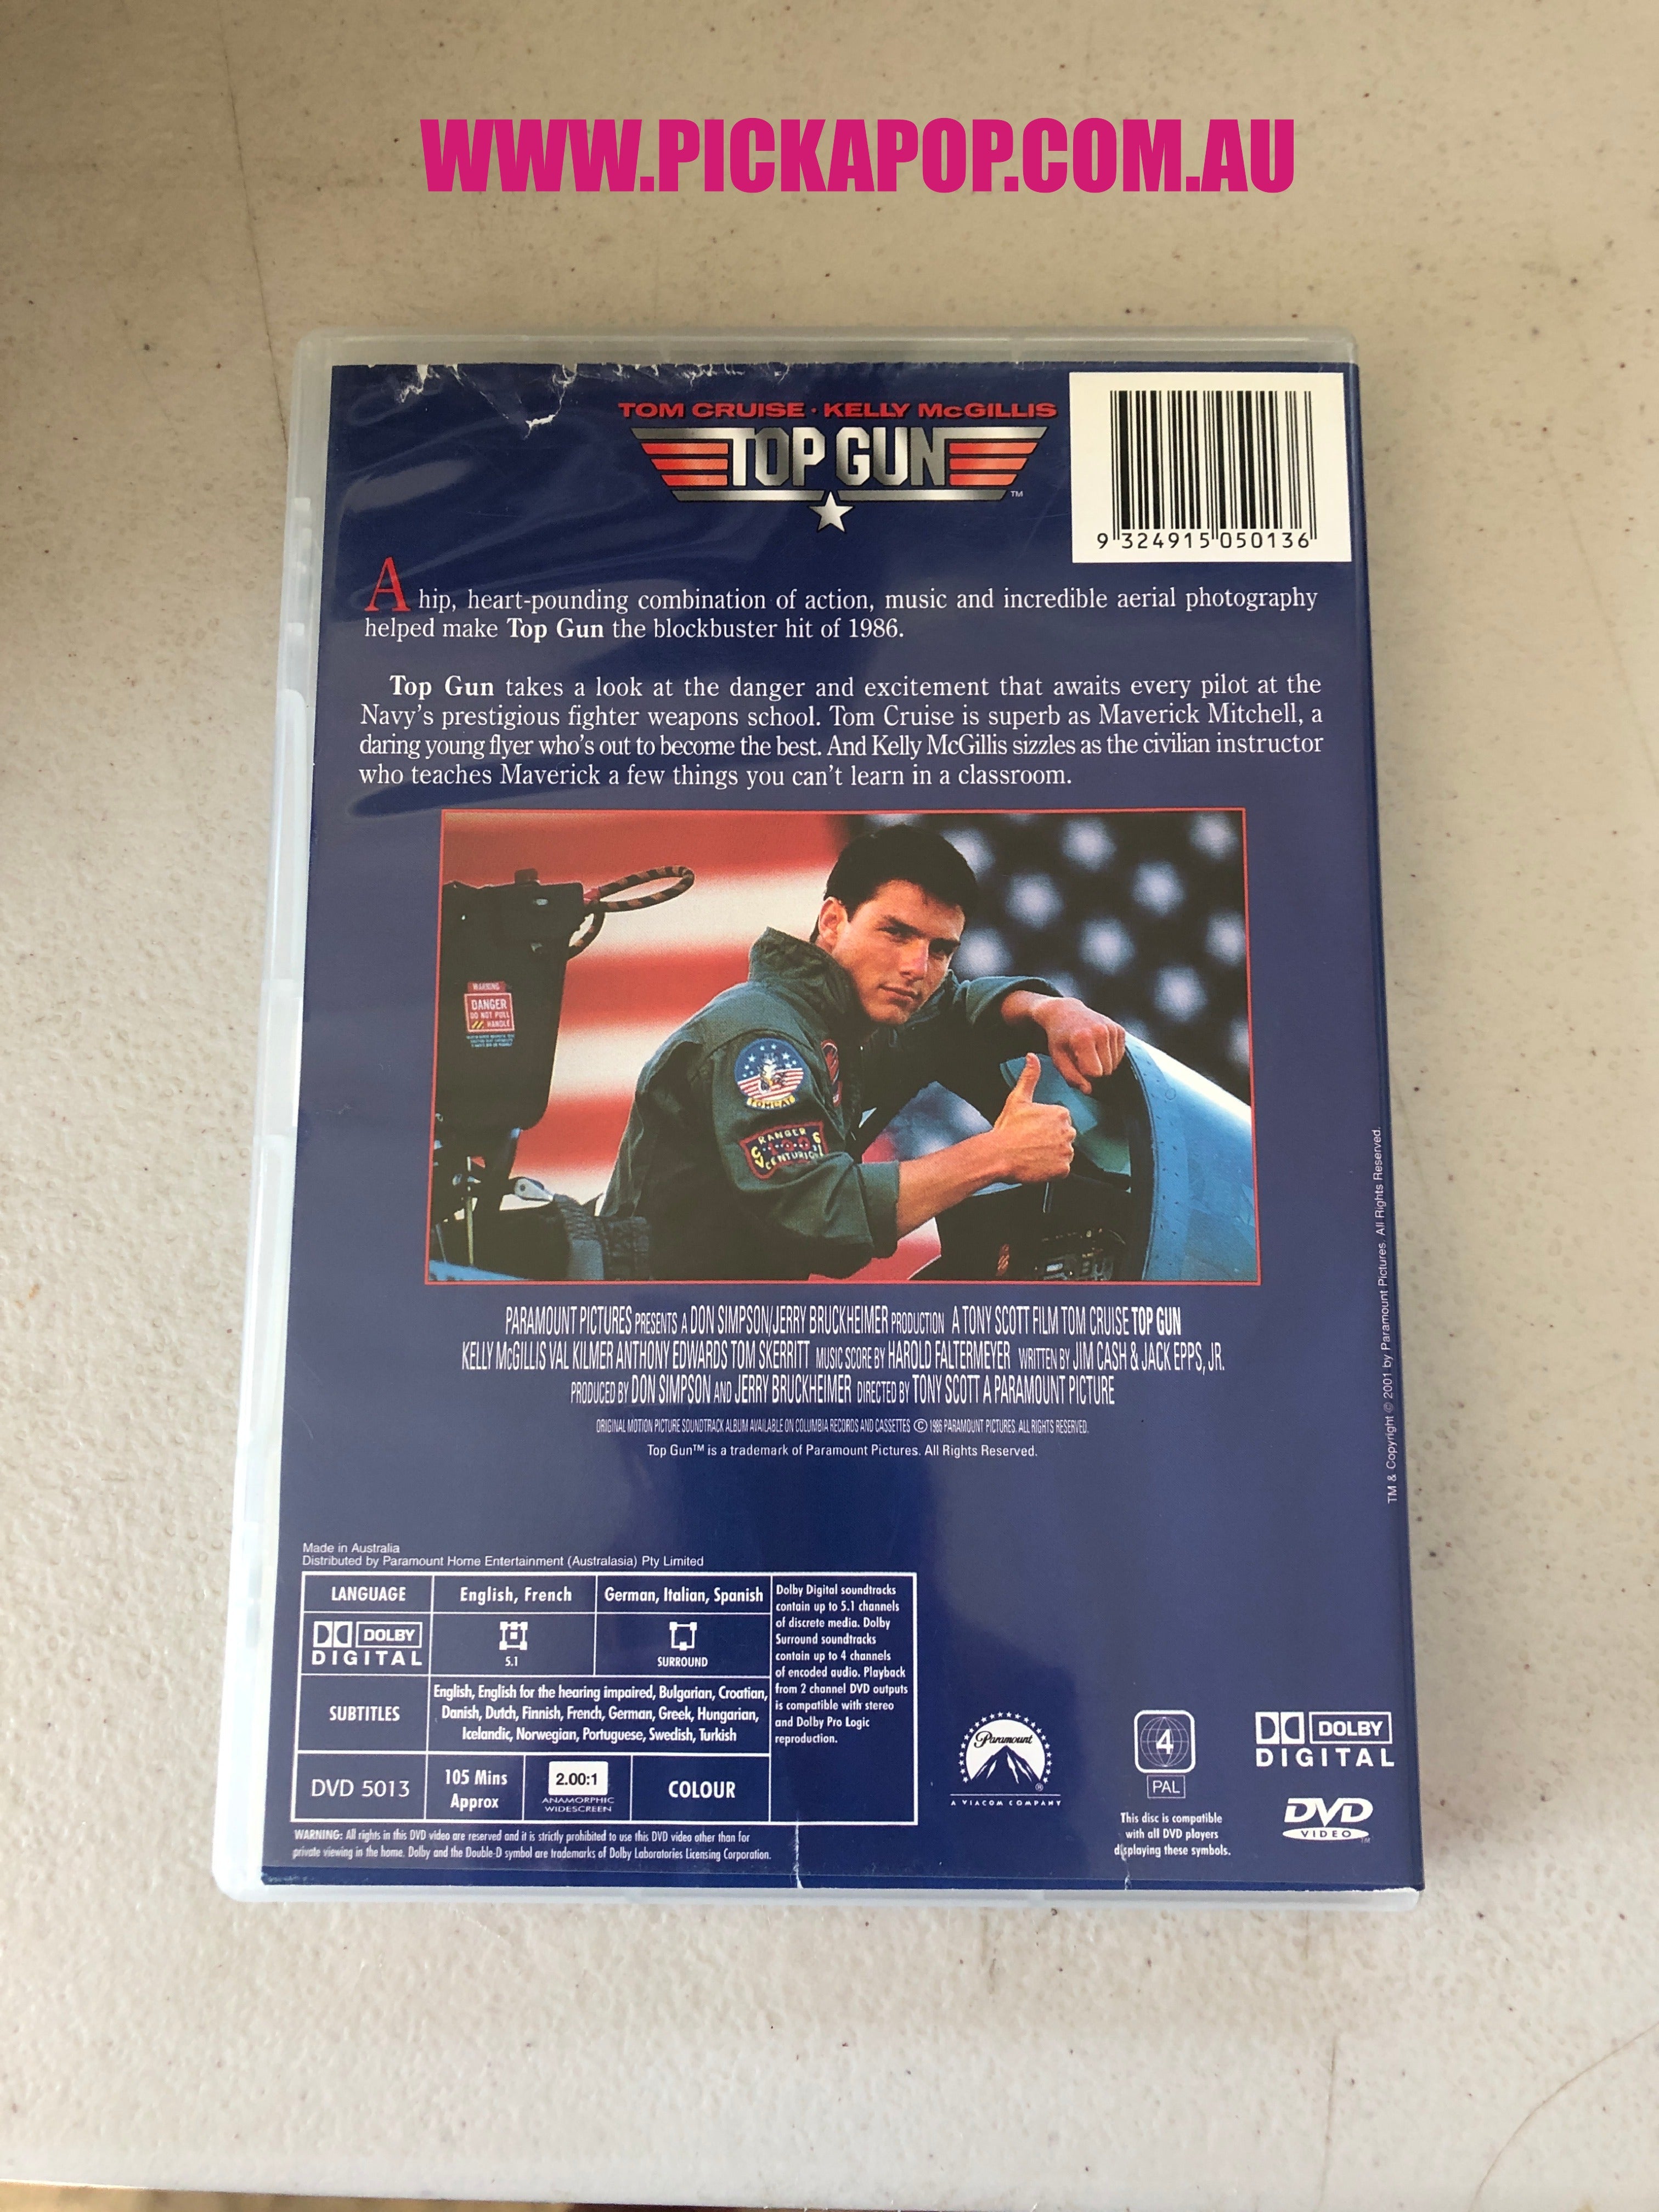 WWW.PICKAPOP.COM.AU
TOM CRUISE · KELLY McGILLIS
TOP GUN
TM
9 324915 050136
A hip, heart-pounding combination of action, music and incredible aerial photography
helped make Top Gun the blockbuster hit of 1986.
Top Gun takes a look at the danger and excitement that awaits every pilot at the
Navy's prestigious fighter weapons school. Tom Cruise is superb as Maverick Mitchell, a
daring young flyer who's out to become the best. And Kelly McGillis sizzles as the civilian instructor
who teaches Maverick a few things you can't learn in a classroom.
WARNING
DANGER
DO NOT PULL
HANDLE
TOMCAT
RANGER
CENTURION
PARAMOUNT PICTURES PRESENTS A DON SIMPSON/JERRY BRUCKHEIMER PRODUCTION A TONY SCOTT FILM TOM CRUISE TOP GUN
KELLY McGILLIS VAL KILMER ANTHONY EDWARDS TOM SKERRITT MUSIC SCORE BY HAROLD FALTERMEYER WRITTEN BY JIM CASH & JACK EPPS, JR.
PRODUCED BY DON SIMPSON AND JERRY BRUCKHEIMER DIRECTED BY TONY SCOTT A PARAMOUNT PICTURE
ORIGINAL MOTION PICTURE SOUNDTRACK ALBUM AVAILABLE ON COLUMBIA RECORDS AND CASSETTES © 1986 PARAMOUNT PICTURES. ALL RIGHTS RESERVED.
Top Gun™ is a trademark of Paramount Pictures. All Rights Reserved.
TM & Copyright © 2001 by Paramount Pictures. All Rights Reserved.
Made in Australia
Distributed by Paramount Home Entertainment (Australasia) Pty Limited
LANGUAGE
English, French
German, Italian, Spanish
DOLBY
DIGITAL
5.1
SURROUND
SUBTITLES
English, English for the hearing impaired, Bulgarian, Croatian,
Danish, Dutch, Finnish, French, German, Greek, Hungarian,
Icelandic, Norwegian, Portuguese, Swedish, Turkish
DVD 5013
105 Mins
Approx
2.00:1
ANAMORPHIC
WIDESCREEN
COLOUR
Dolby Digital soundtracks
contain up to 5.1 channels
of discrete media. Dolby
Surround soundtracks
contain up to 4 channels
of encoded audio. Playback
from 2 channel DVD outputs
is compatible with stereo
and Dolby Pro Logic
reproduction.
WARNING: All rights in this DVD video are reserved and it is strictly prohibited to use this DVD video other than for
private viewing in the home. Dolby and the Double-D symbol are trademarks of Dolby Laboratories Licensing Corporation.
Paramount
®
A VIACOM COMPANY
4
PAL
This disc is compatible
with all DVD players
displaying these symbols.
DOLBY
DIGITAL
DVD
VIDEO
TM